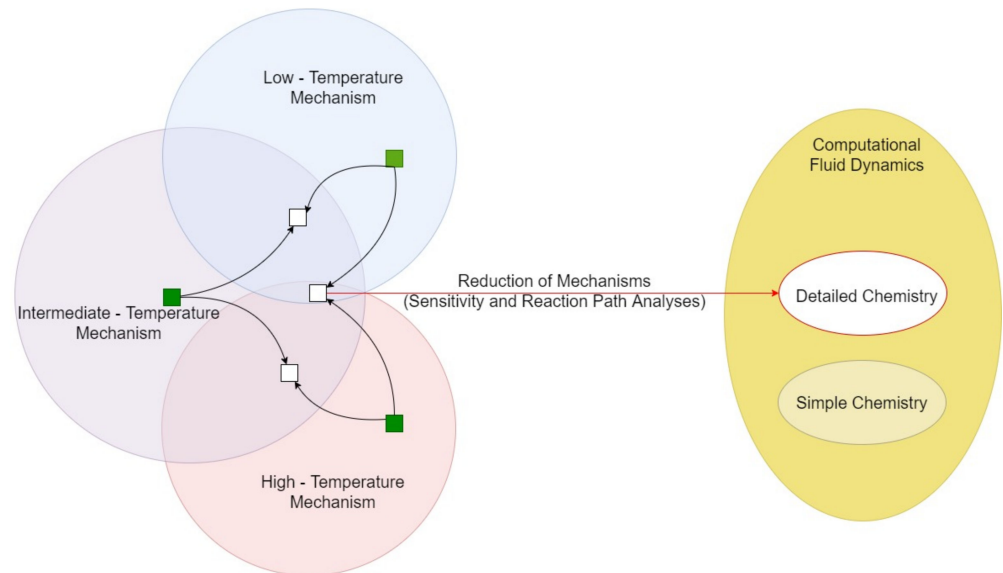 Low - Temperature
Mechanism
Computational
Fluid Dynamics
Reduction of Mechanisms
(Sensitivity and Reaction Path Analyses)
Detailed Chemistry
Intermediate - Temperature
Mechanism
Simple Chemistry
High - Temperature
Mechanism